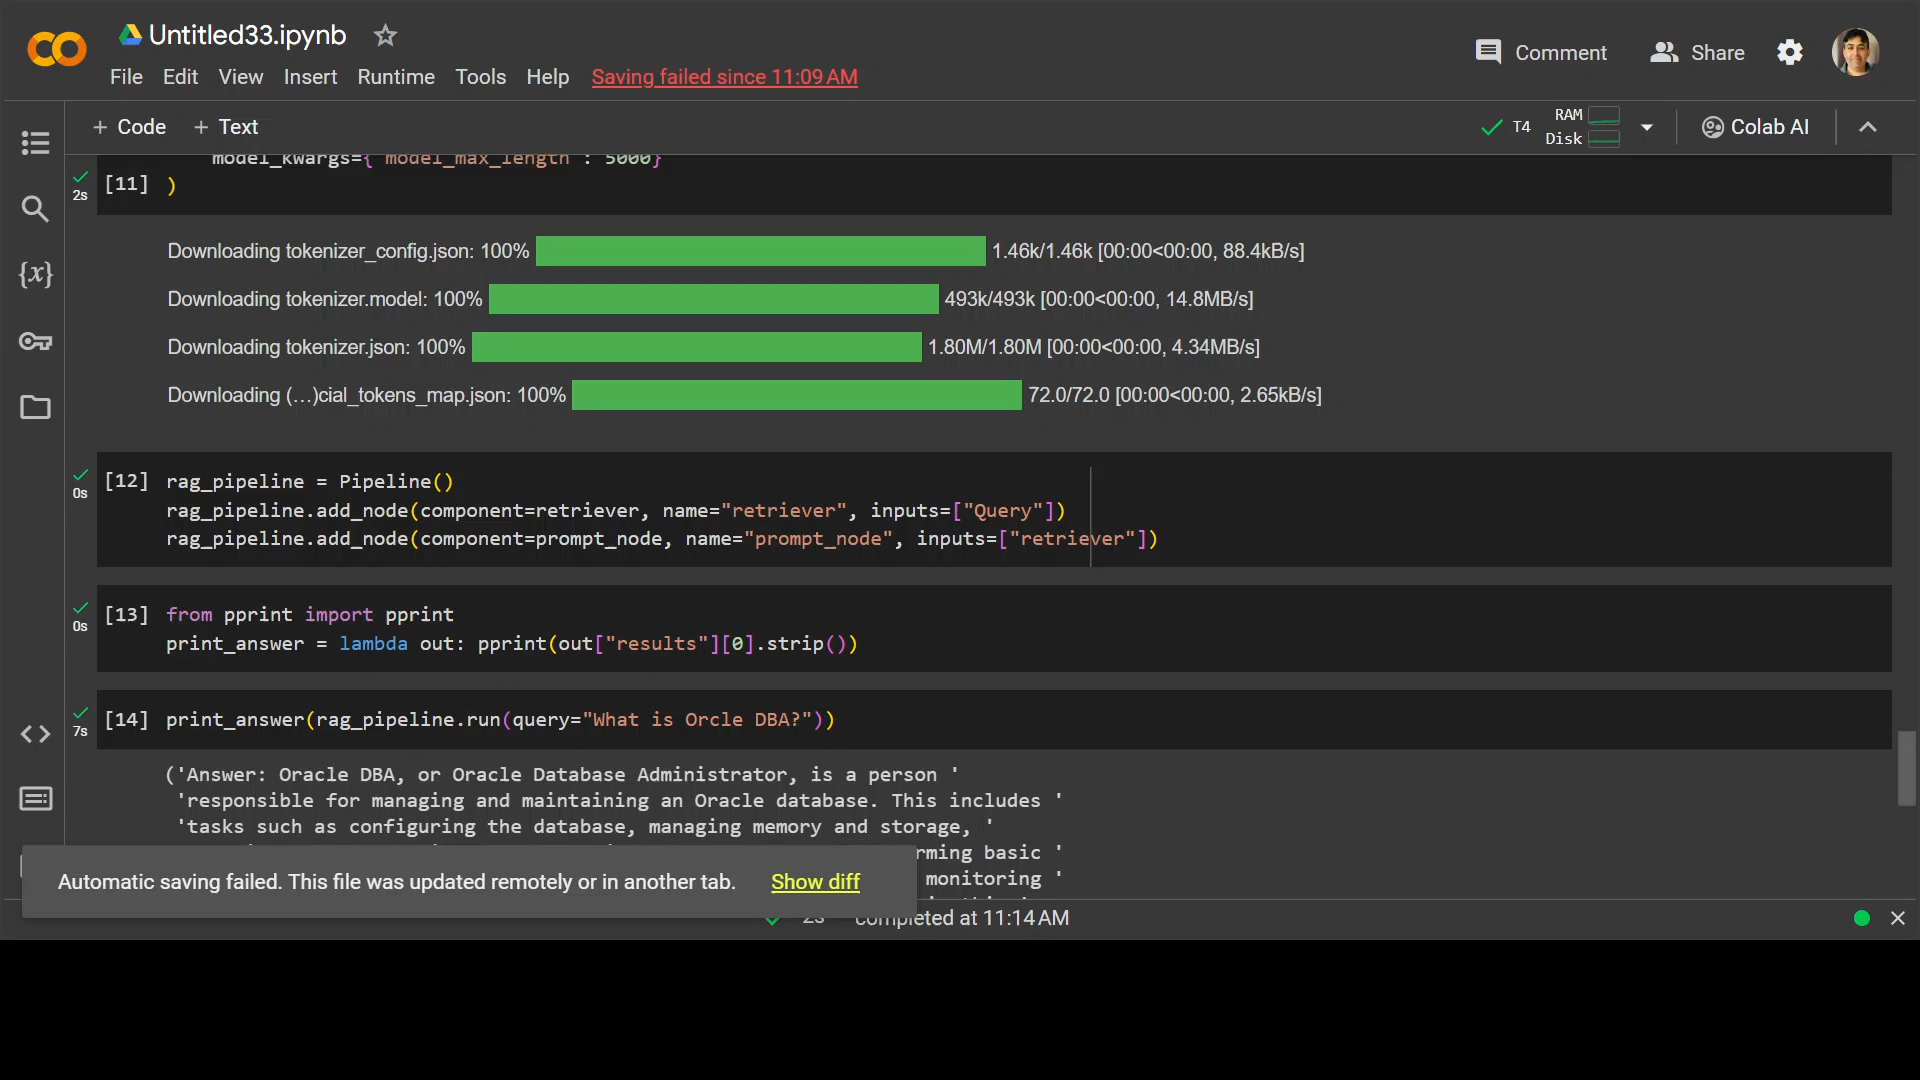 Untitled33.ipynb
File Edit View Insert Runtime Tools Help Saving failed since 11:09 AM
Comment Share
+ Code + Text
T4 RAM Disk Colab AI
model_kwargs={"model_max_length": 5000}
2s [11] )
Downloading tokenizer_config.json: 100% 1.46k/1.46k [00:00<00:00, 88.4kB/s]
Downloading tokenizer.model: 100% 493k/493k [00:00<00:00, 14.8MB/s]
Downloading tokenizer.json: 100% 1.80M/1.80M [00:00<00:00, 4.34MB/s]
Downloading (…)cial_tokens_map.json: 100% 72.0/72.0 [00:00<00:00, 2.65kB/s]
0s [12] rag_pipeline = Pipeline()
rag_pipeline.add_node(component=retriever, name="retriever", inputs=["Query"])
rag_pipeline.add_node(component=prompt_node, name="prompt_node", inputs=["retriever"])
0s [13] from pprint import pprint
print_answer = lambda out: pprint(out["results"][0].strip())
7s [14] print_answer(rag_pipeline.run(query="What is Orcle DBA?"))
('Answer: Oracle DBA, or Oracle Database Administrator, is a person '
'responsible for managing and maintaining an Oracle database. This includes '
'tasks such as configuring the database, managing memory and storage, '
rming basic '
monitoring '
Automatic saving failed. This file was updated remotely or in another tab. Show diff
2s completed at 11:14 AM